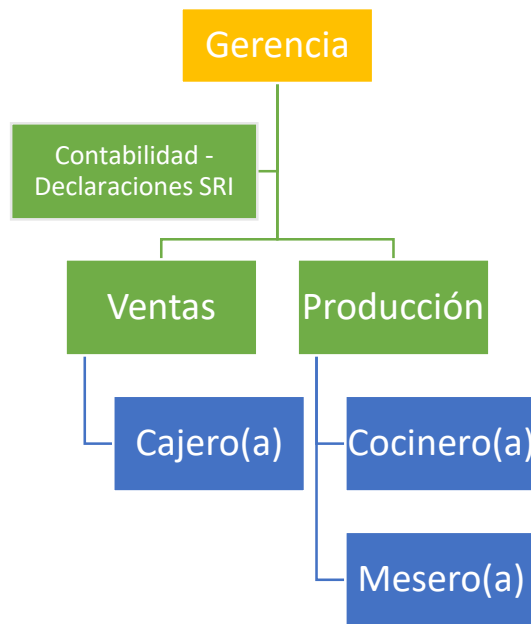 Gerencia
Contabilidad -
Declaraciones SRI
Ventas
Producción
Cajero(a)
Cocinero(a)
Mesero(a)